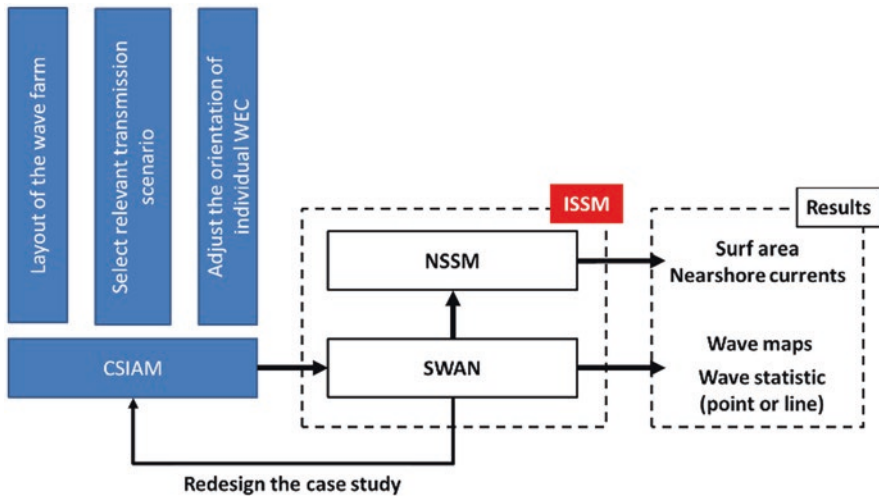 Layout of the wave farm
Select relevant transmission
scenario
Adjust the orientation of
individual WEC
CSIAM
ISSM
NSSM
SWAN
Results
Surf area
Nearshore currents
Wave maps
Wave statistic
(point or line)
Redesign the case study